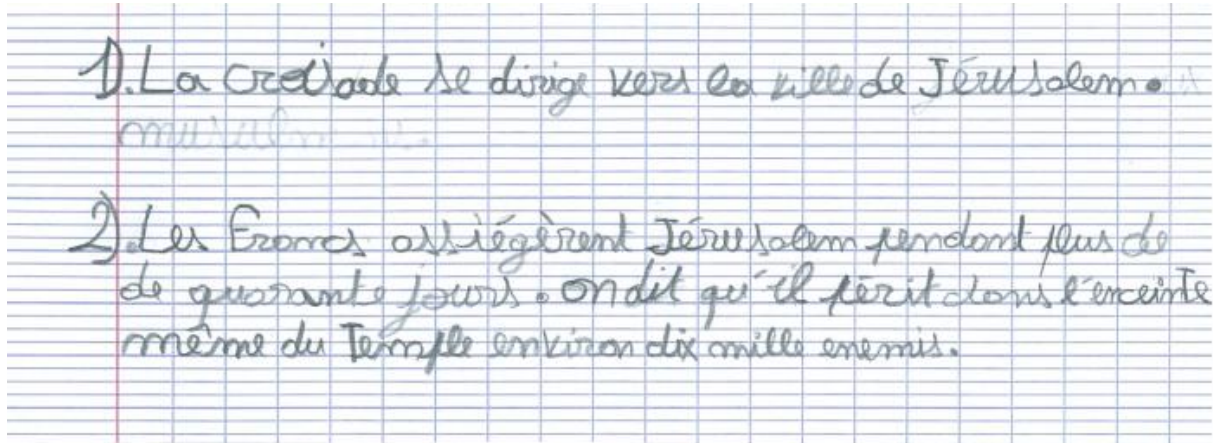 1). La croisade se dirige vers la ville de Jérusalem.
2). Les Francs assiégèrent Jérusalem pendant plus de
de quarante jours. on dit qu'il périt dans l'enceinte
même du Temple environ dix mille enemis.